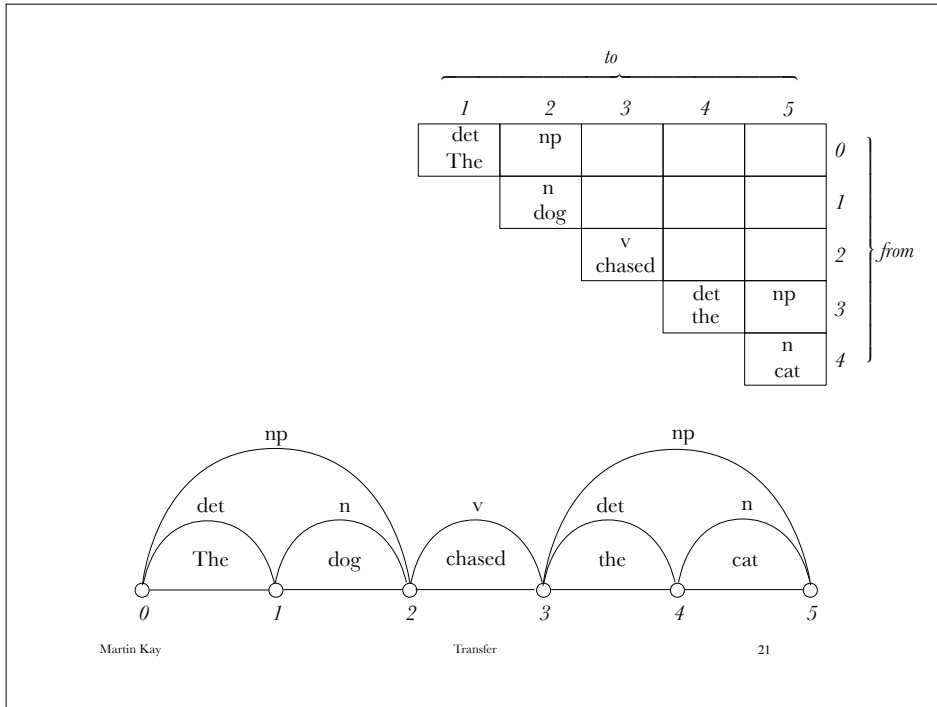 to
1 2 3 4 5
det np 0
The
n 1
dog
v 2
chased
from
det np 3
the
n 4
cat
np np
det n v det n
The dog chased the cat
0 1 2 3 4 5
Martin Kay Transfer 21